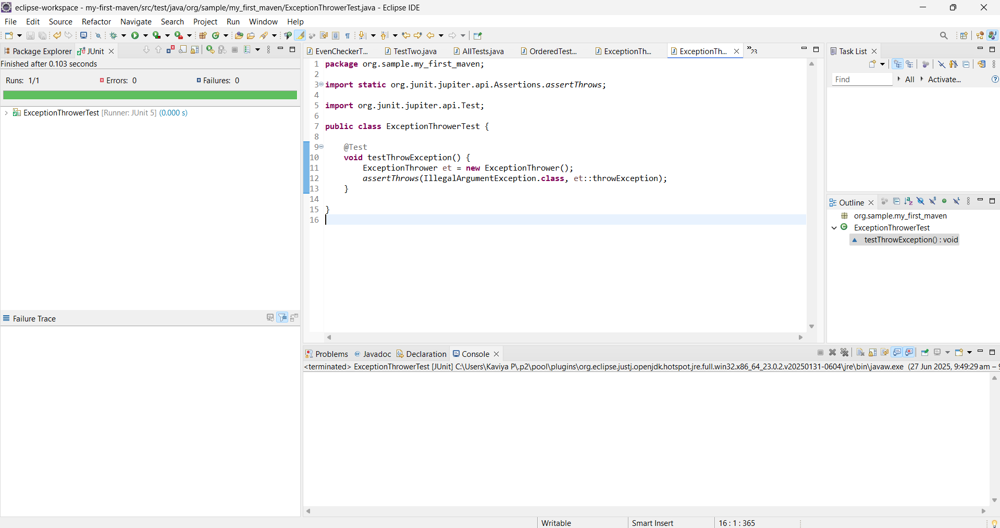 eclipse-workspace - my-first-maven/src/test/java/org/sample/my_first_maven/ExceptionThrowerTest.java - Eclipse IDE
File Edit Source Refactor Navigate Search Project Run Window Help
Package Explorer JUnit
Finished after 0.103 seconds
Runs: 1/1 Errors: 0 Failures: 0
ExceptionThrowerTest [Runner: JUnit 5] (0.000 s)
Failure Trace
EvenCheckerT... TestTwo.java AllTests.java OrderedTest... ExceptionTh... ExceptionTh... »23
1 package org.sample.my_first_maven;
2
3 import static org.junit.jupiter.api.Assertions.assertThrows;
4
5 import org.junit.jupiter.api.Test;
6
7 public class ExceptionThrowerTest {
8
9 @Test
10 void testThrowException() {
11 ExceptionThrower et = new ExceptionThrower();
12 assertThrows(IllegalArgumentException.class, et::throwException);
13 }
14
15 }
16
Task List
Find All Activate...
Outline
org.sample.my_first_maven
ExceptionThrowerTest
testThrowException() : void
Problems @ Javadoc Declaration Console
<terminated> ExceptionThrowerTest [JUnit] C:\Users\Kaviya P\.p2\pool\plugins\org.eclipse.justj.openjdk.hotspot.jre.full.win32.x86_64_23.0.2.v20250131-0604\jre\bin\javaw.exe (27 Jun 2025, 9:49:29 am –
Writable Smart Insert 16 : 1 : 365